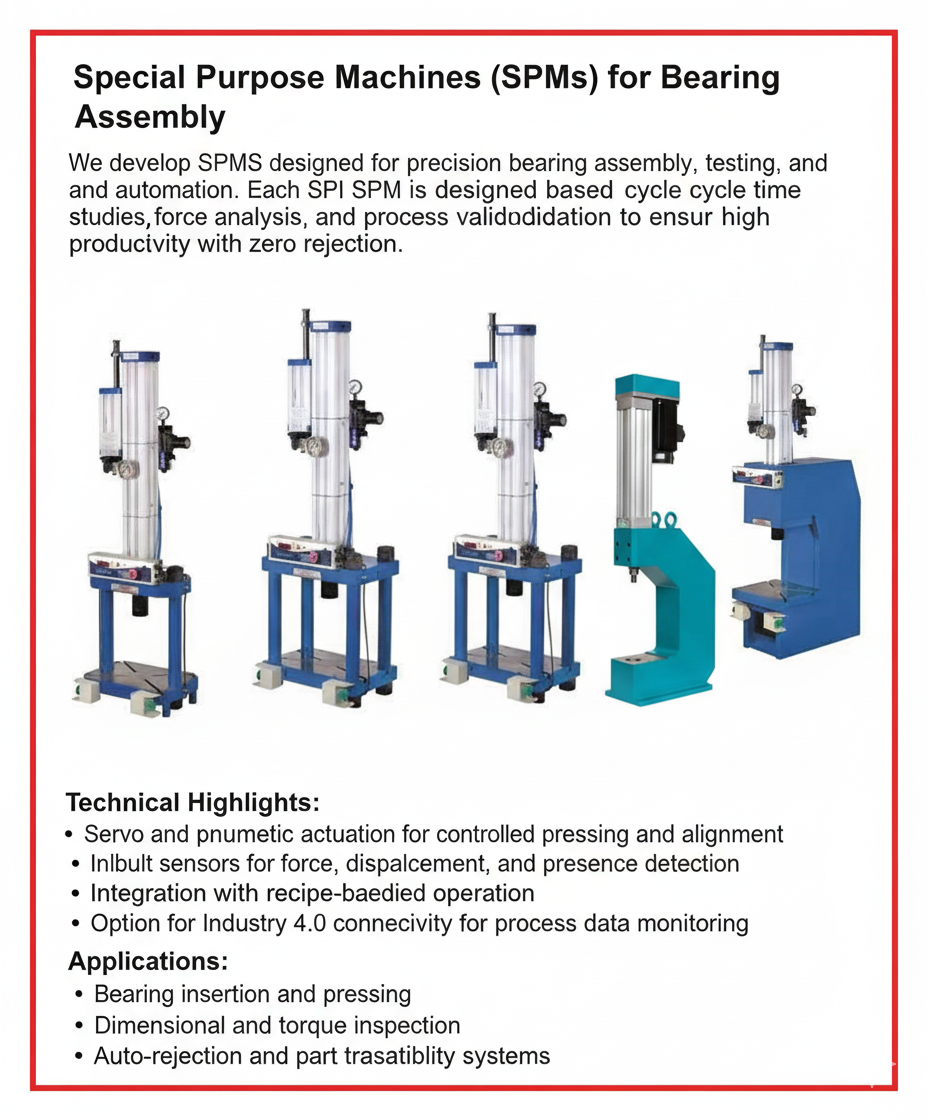 Special Purpose Machines (SPMs) for Bearing
Assembly
We develop SPMS designed for precision bearing assembly, testing, and
and automation. Each SPI SPM is designed based cycle cycle time
studies, force analysis, and process validodidation to ensur high
productivity with zero rejection.
Technical Highlights:
• Servo and pnumetic actuation for controlled pressing and alignment
• Inlbult sensors for force, dispalcement, and presence detection
• Integration with recipe-baedied operation
• Option for Industry 4.0 connecivity for process data monitoring
Applications:
• Bearing insertion and pressing
• Dimensional and torque inspection
• Auto-rejection and part trasatiblity systems